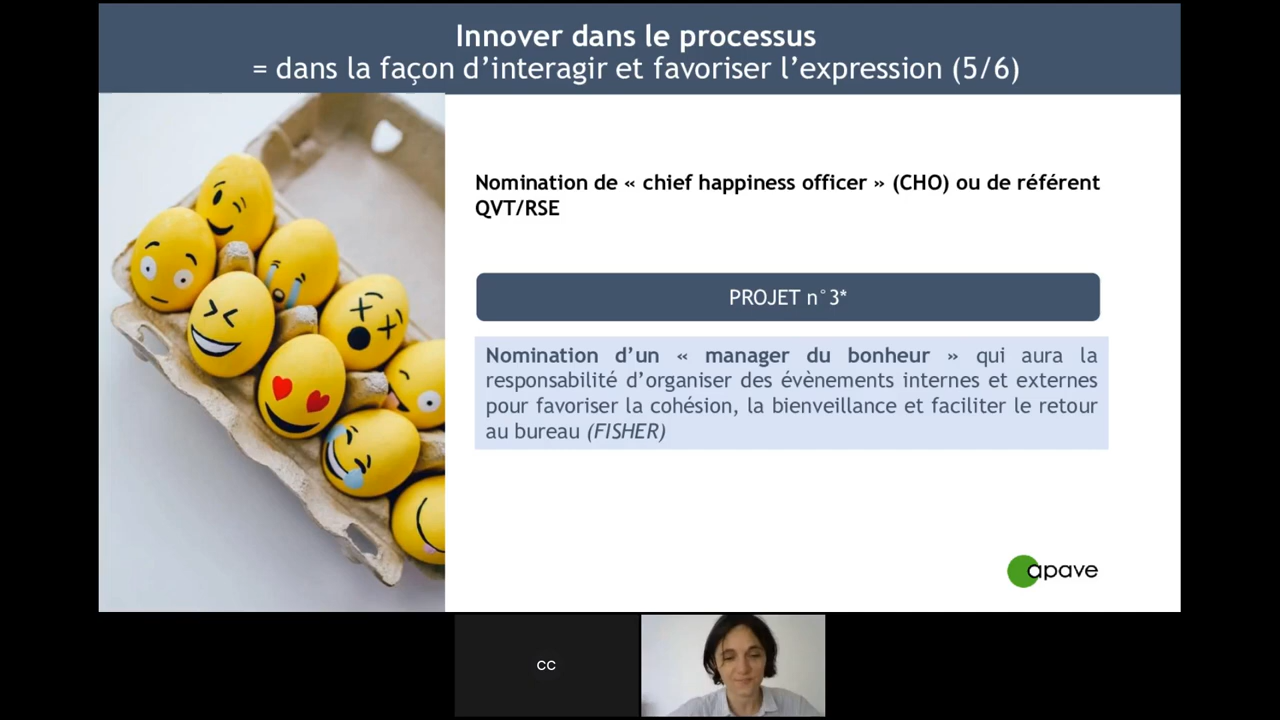 Innover dans le processus
= dans la façon d’interagir et favoriser l’expression (5/6)
Nomination de « chief happiness officer » (CHO) ou de référent
QVT/RSE
PROJET n°3*
Nomination d’un « manager du bonheur » qui aura la
responsabilité d’organiser des évènements internes et externes
pour favoriser la cohésion, la bienveillance et faciliter le retour
au bureau (FISHER)
apave
CC